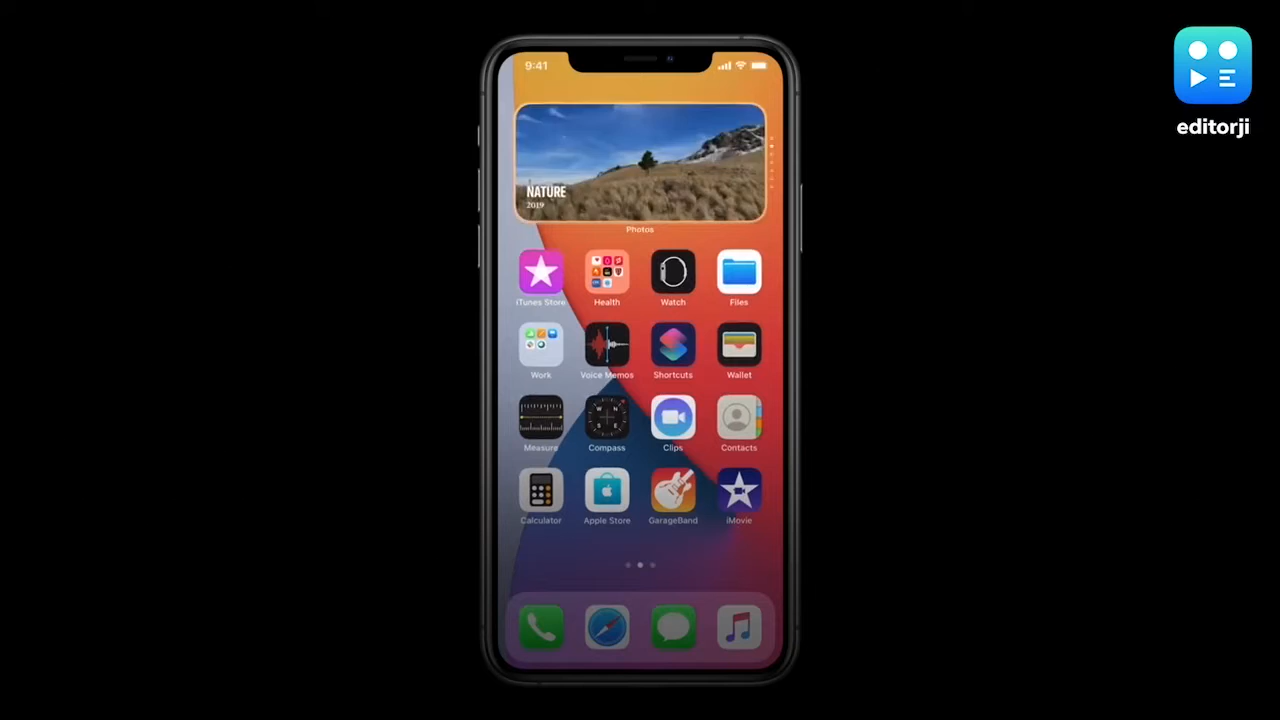 9:41
editorji
NATURE
2019
Photos
iTunes Store
Health
Watch
Files
Work
Voice Memos
Shortcuts
Wallet
Measure
W N
S E
Compass
Clips
Contacts
Calculator
Apple Store
GarageBand
iMovie